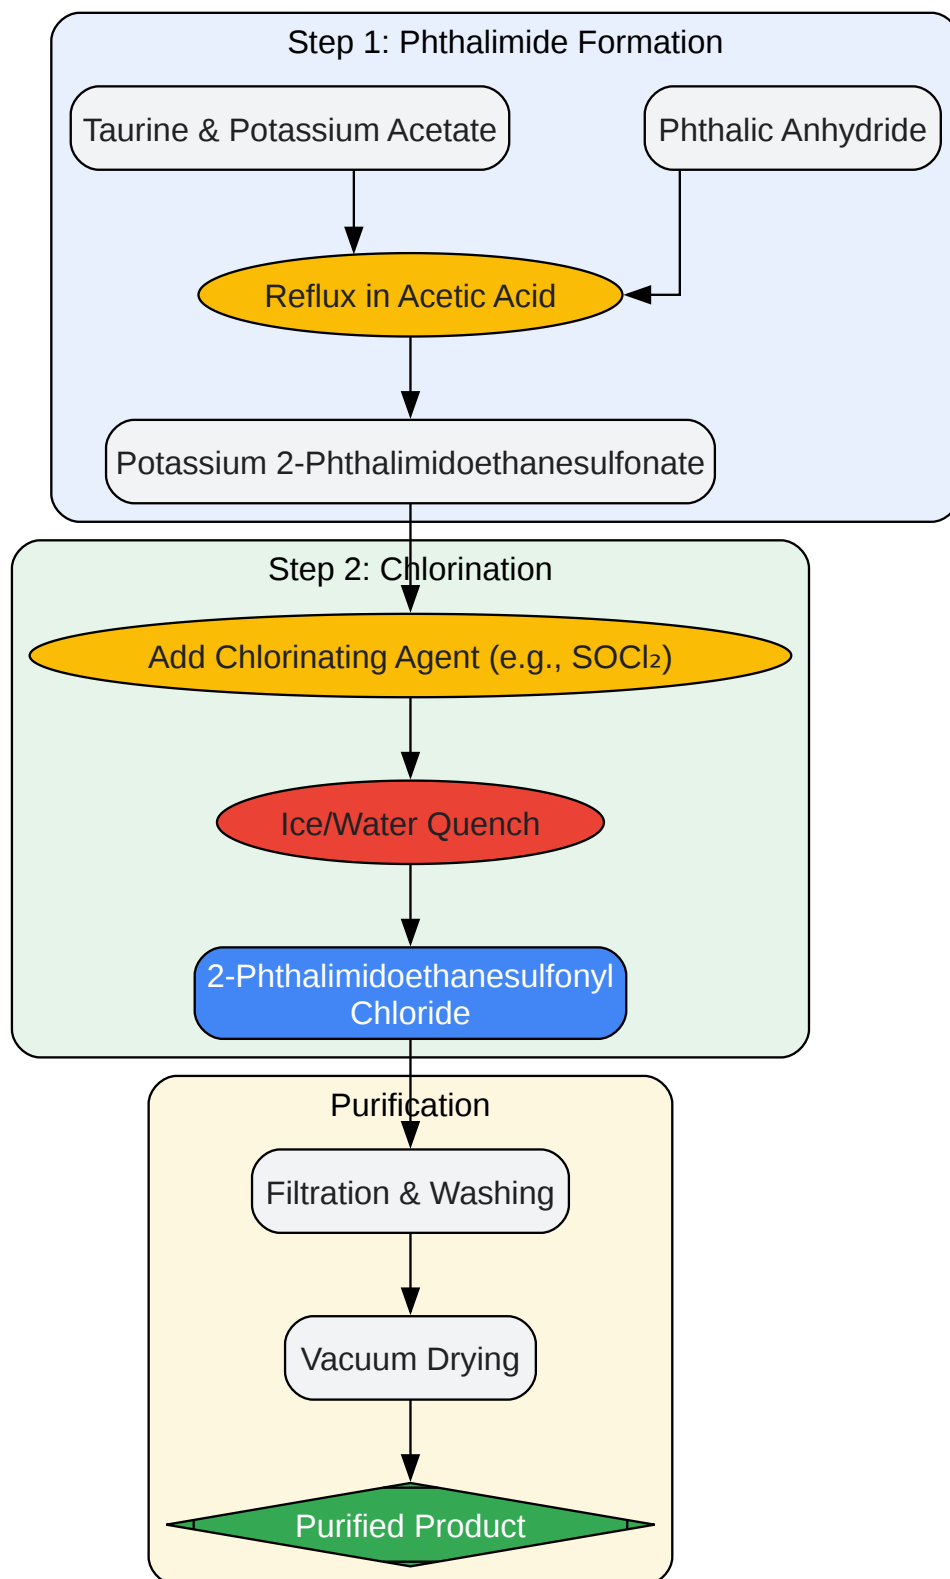 Step 1: Phthalimide Formation
Taurine & Potassium Acetate
Phthalic Anhydride
Reflux in Acetic Acid
Potassium 2-Phthalimidoethanesulfonate
Step 2: Chlorination
Add Chlorinating Agent (e.g., SOCl₂)
Ice/Water Quench
2-Phthalimidoethanesulfonyl
Chloride
Purification
Filtration & Washing
Vacuum Drying
Purified Product